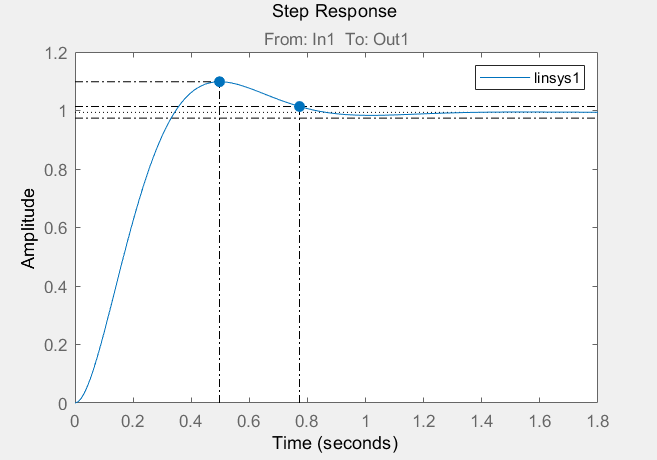 Step Response
From: In1 To: Out1
linsys1
Amplitude
1.2
1
0.8
0.6
0.4
0.2
0
0 0.2 0.4 0.6 0.8 1 1.2 1.4 1.6 1.8
Time (seconds)